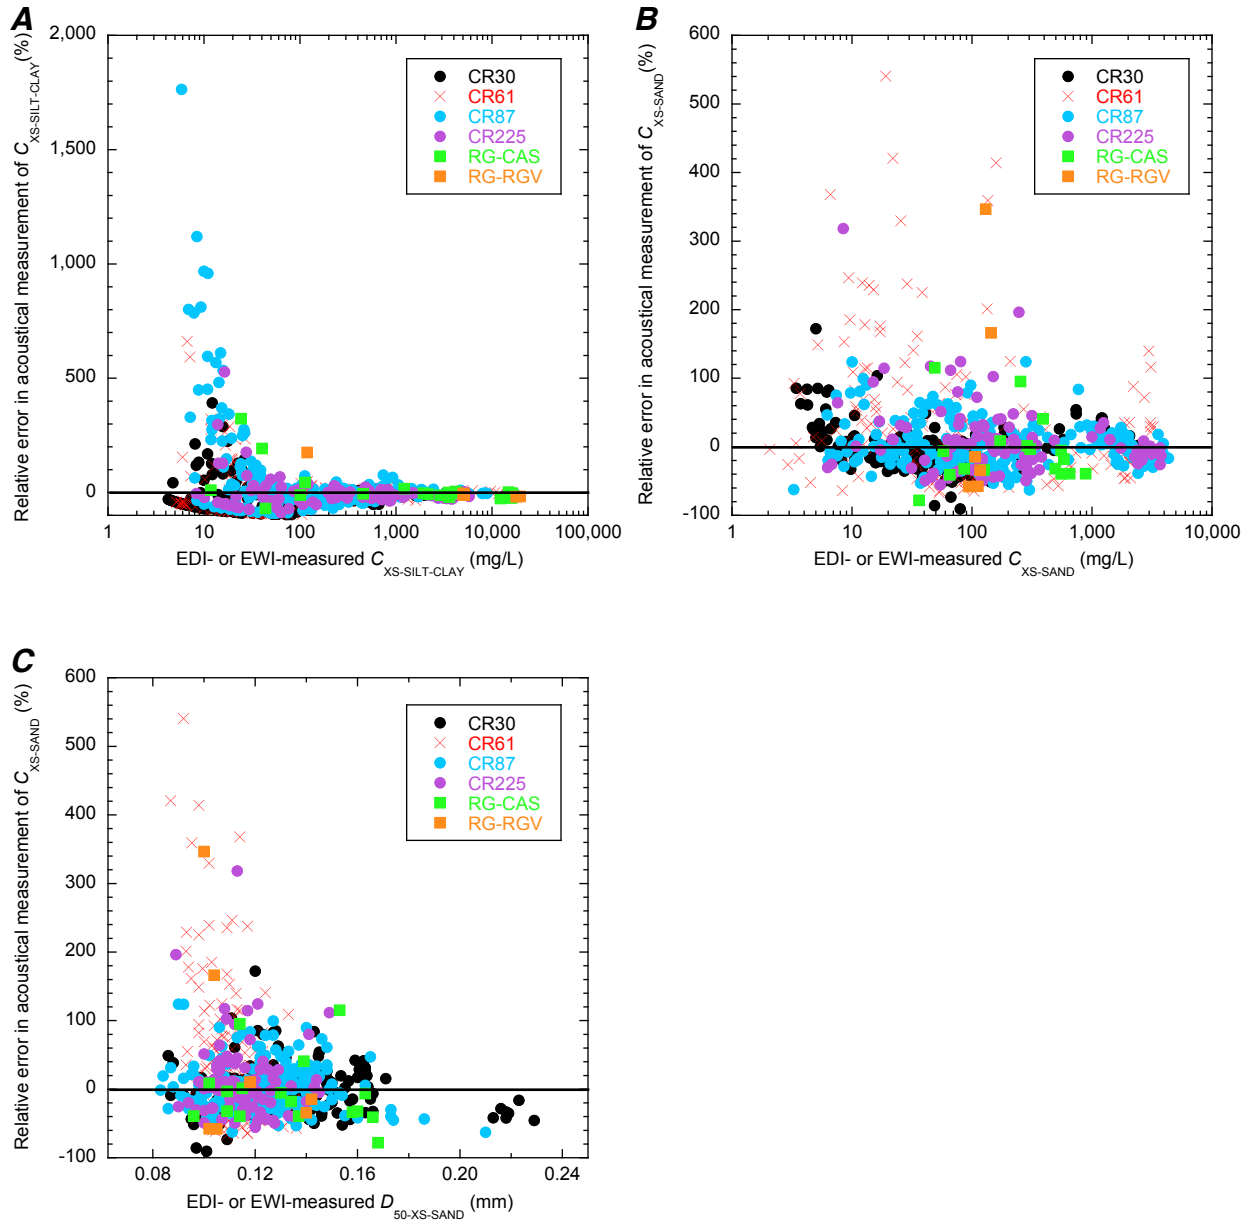 A
Relative error in acoustical measurement of C XS-SILT-CLAY (%)
2,000
1,500
1,000
500
0
CR30
CR61
CR87
CR225
RG-CAS
RG-RGV
1
10
100
1,000
10,000
100,000
EDI- or EWI-measured C XS-SILT-CLAY (mg/L)
B
Relative error in acoustical measurement of C XS-SAND (%)
600
500
400
300
200
100
0
-100
CR30
CR61
CR87
CR225
RG-CAS
RG-RGV
1
10
100
1,000
10,000
EDI- or EWI-measured C XS-SAND (mg/L)
C
Relative error in acoustical measurement of C XS-SAND (%)
600
500
400
300
200
100
0
-100
CR30
CR61
CR87
CR225
RG-CAS
RG-RGV
0.08
0.12
0.16
0.20
0.24
EDI- or EWI-measured D 50-XS-SAND (mm)